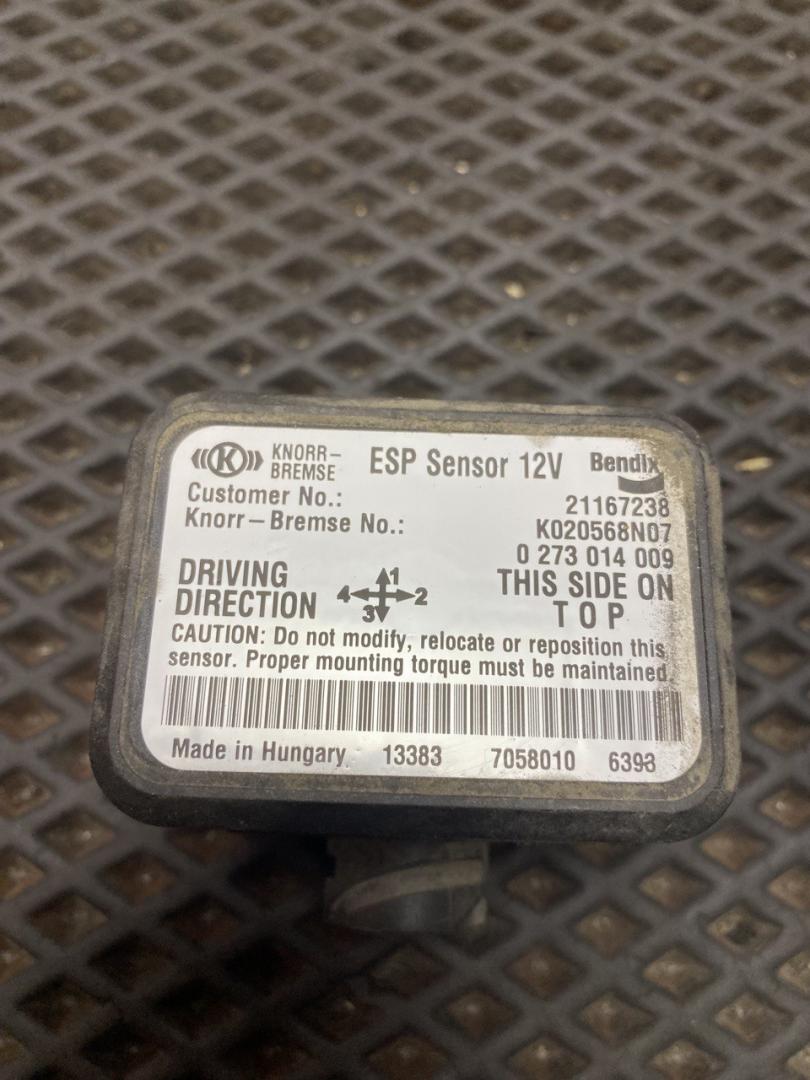 K KNORR-BREMSE ESP Sensor 12V Bendix
Customer No.: 21167238
Knorr-Bremse No.: K020568N07
0 273 014 009
DRIVING DIRECTION 4 1 2 3 THIS SIDE ON TOP
CAUTION: Do not modify, relocate or reposition this
sensor. Proper mounting torque must be maintained.
Made in Hungary 13383 7058010 6393